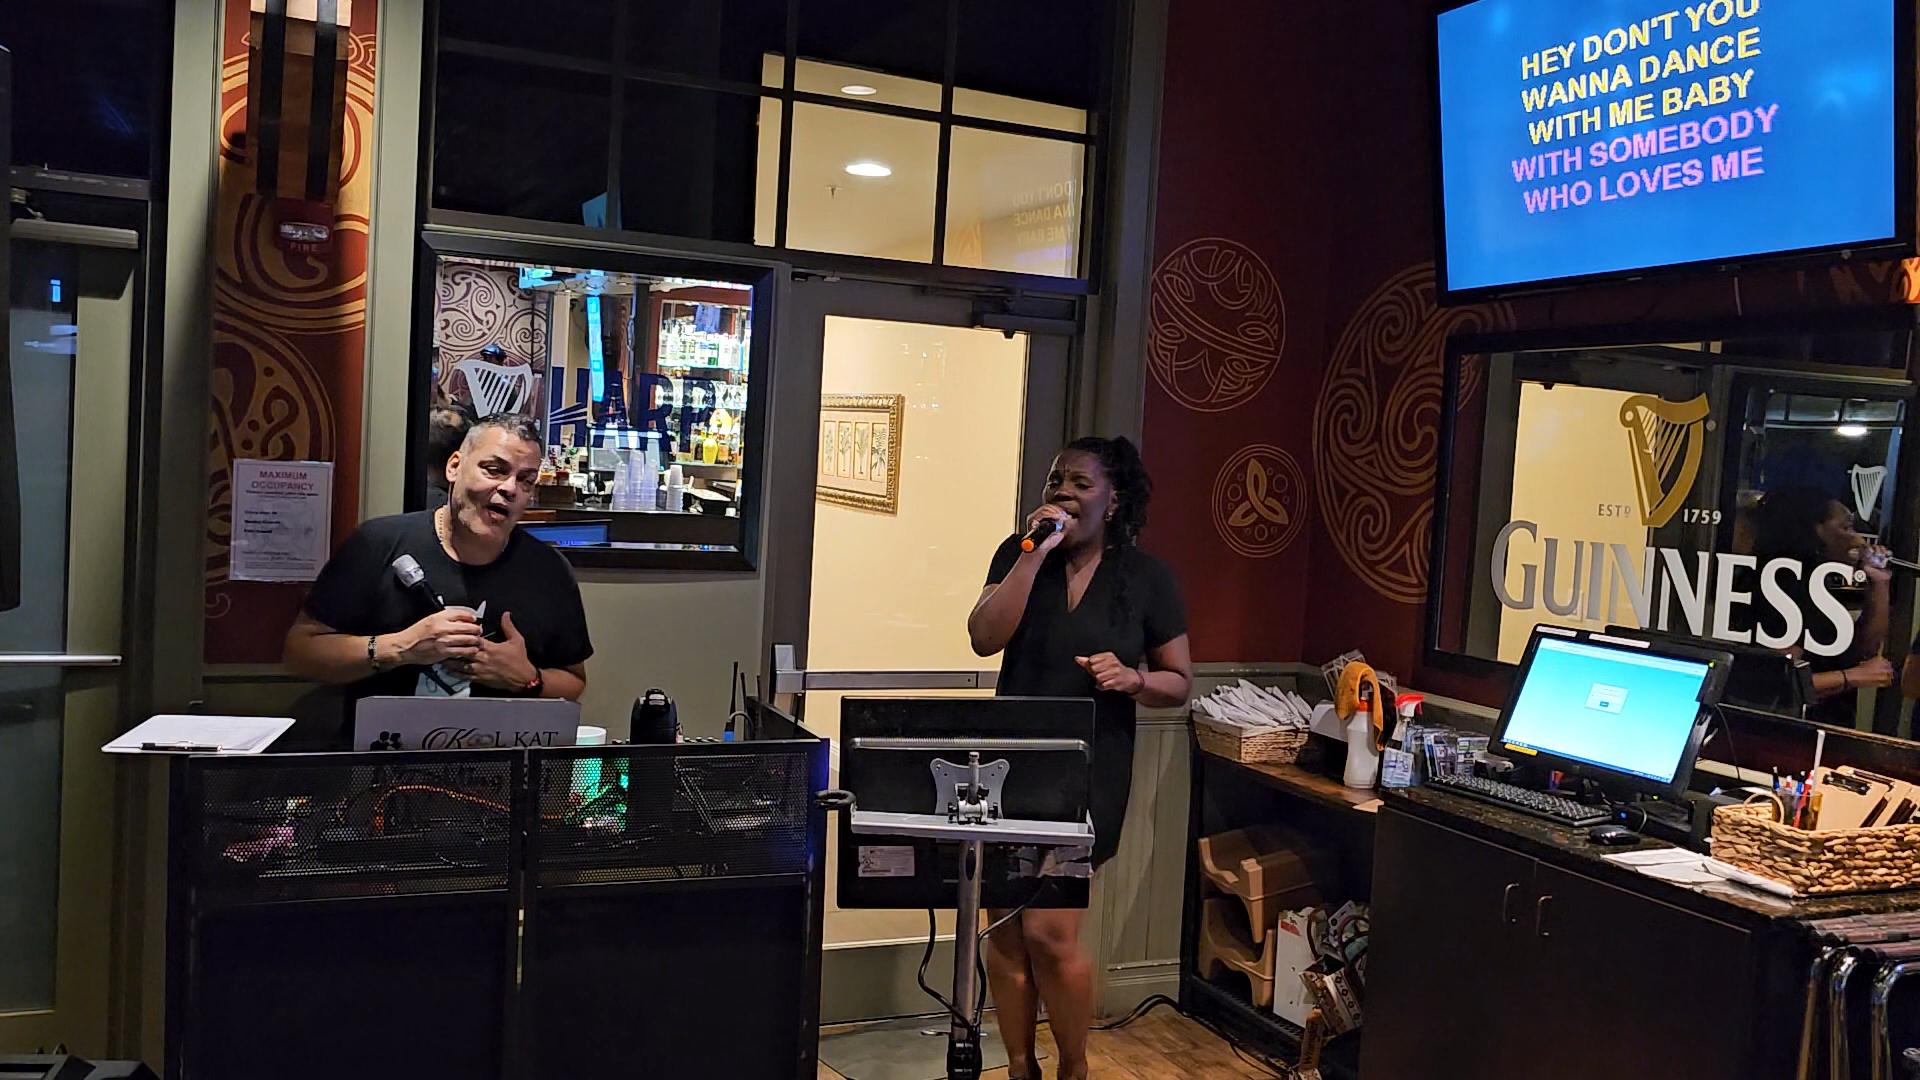 HEY DON'T YOU
WANNA DANCE
WITH ME BABY
WITH SOMEBODY
WHO LOVES ME
FIRE
MAXIMUM
OCCUPANCY
HARP
ESTD 1759
GUINNESS®
KOOL KAT